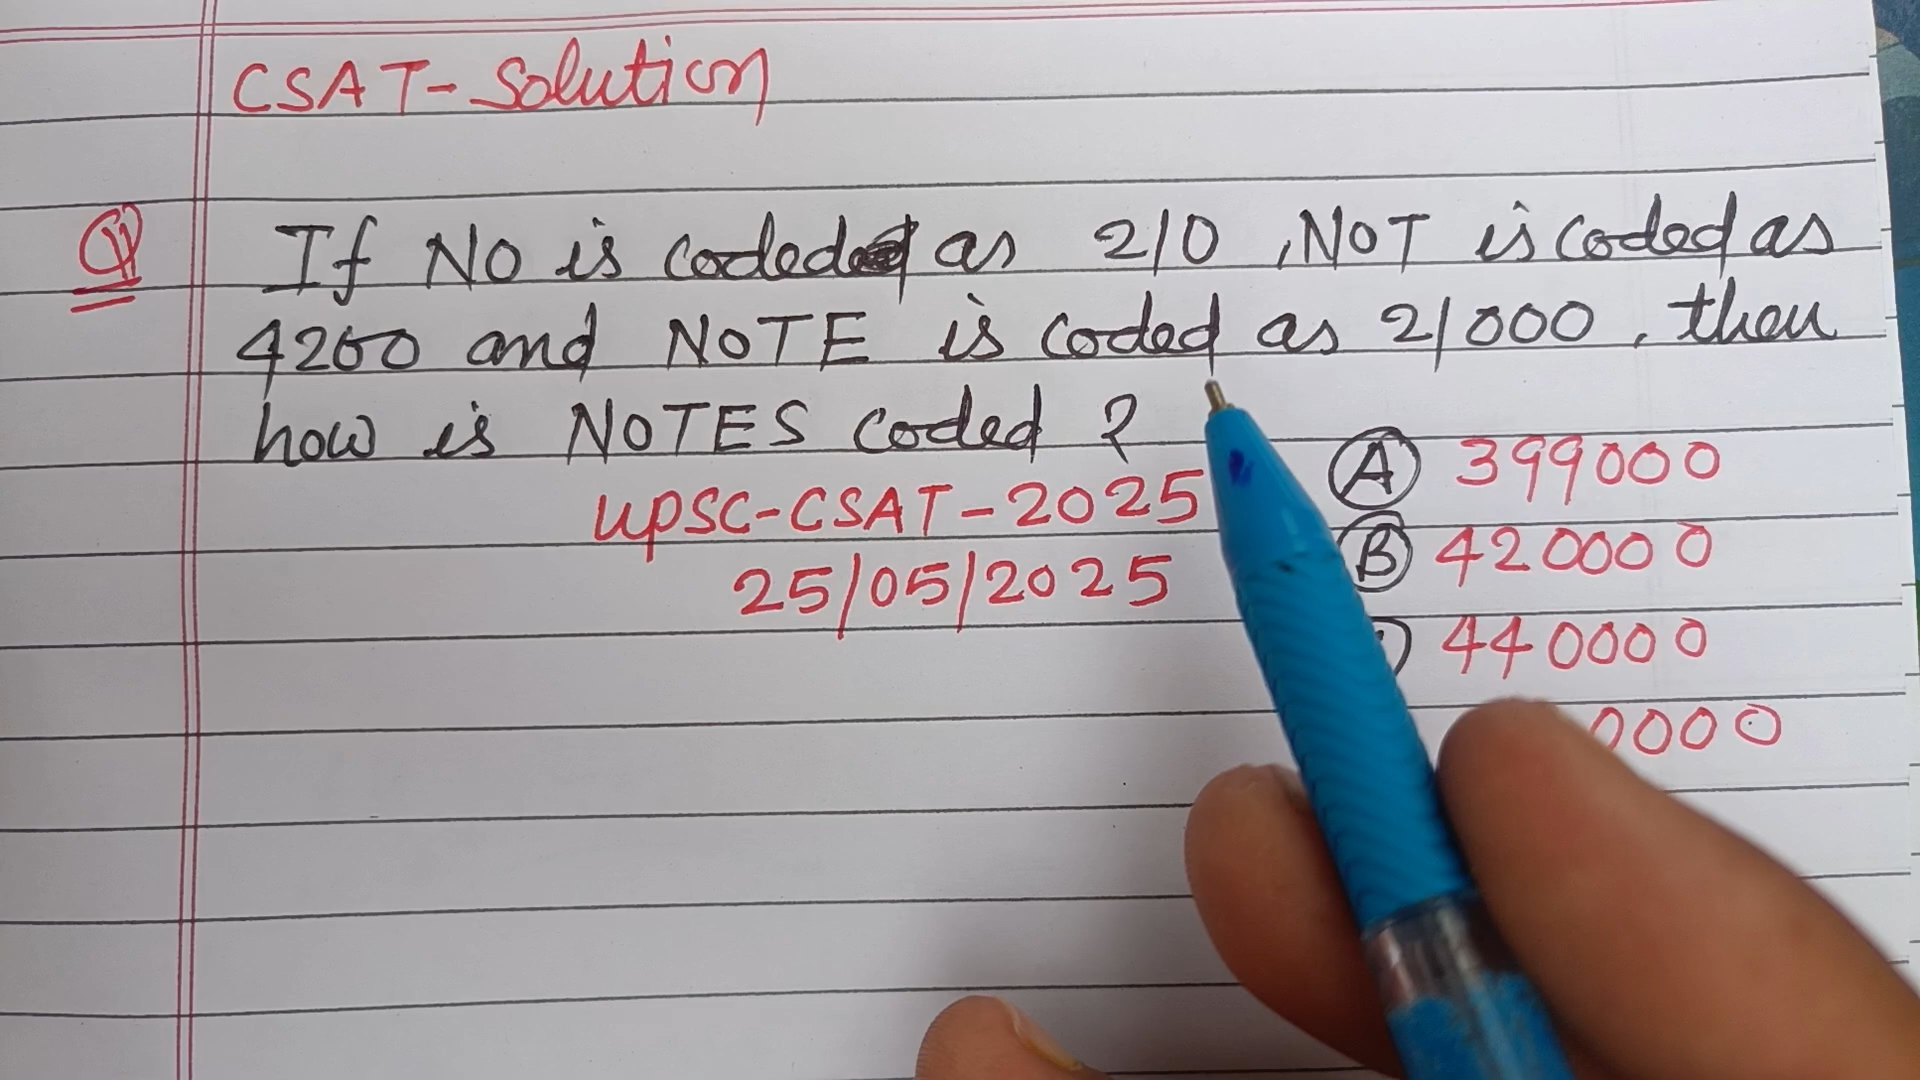 CSAT-Solution
Q If NO is coded as 210, NOT is coded as
4200 and NOTE is coded as 21000, then
how is NOTES coded ?
UPSC-CSAT-2025
25/05/2025
A 399000
B 420000
440000
0000